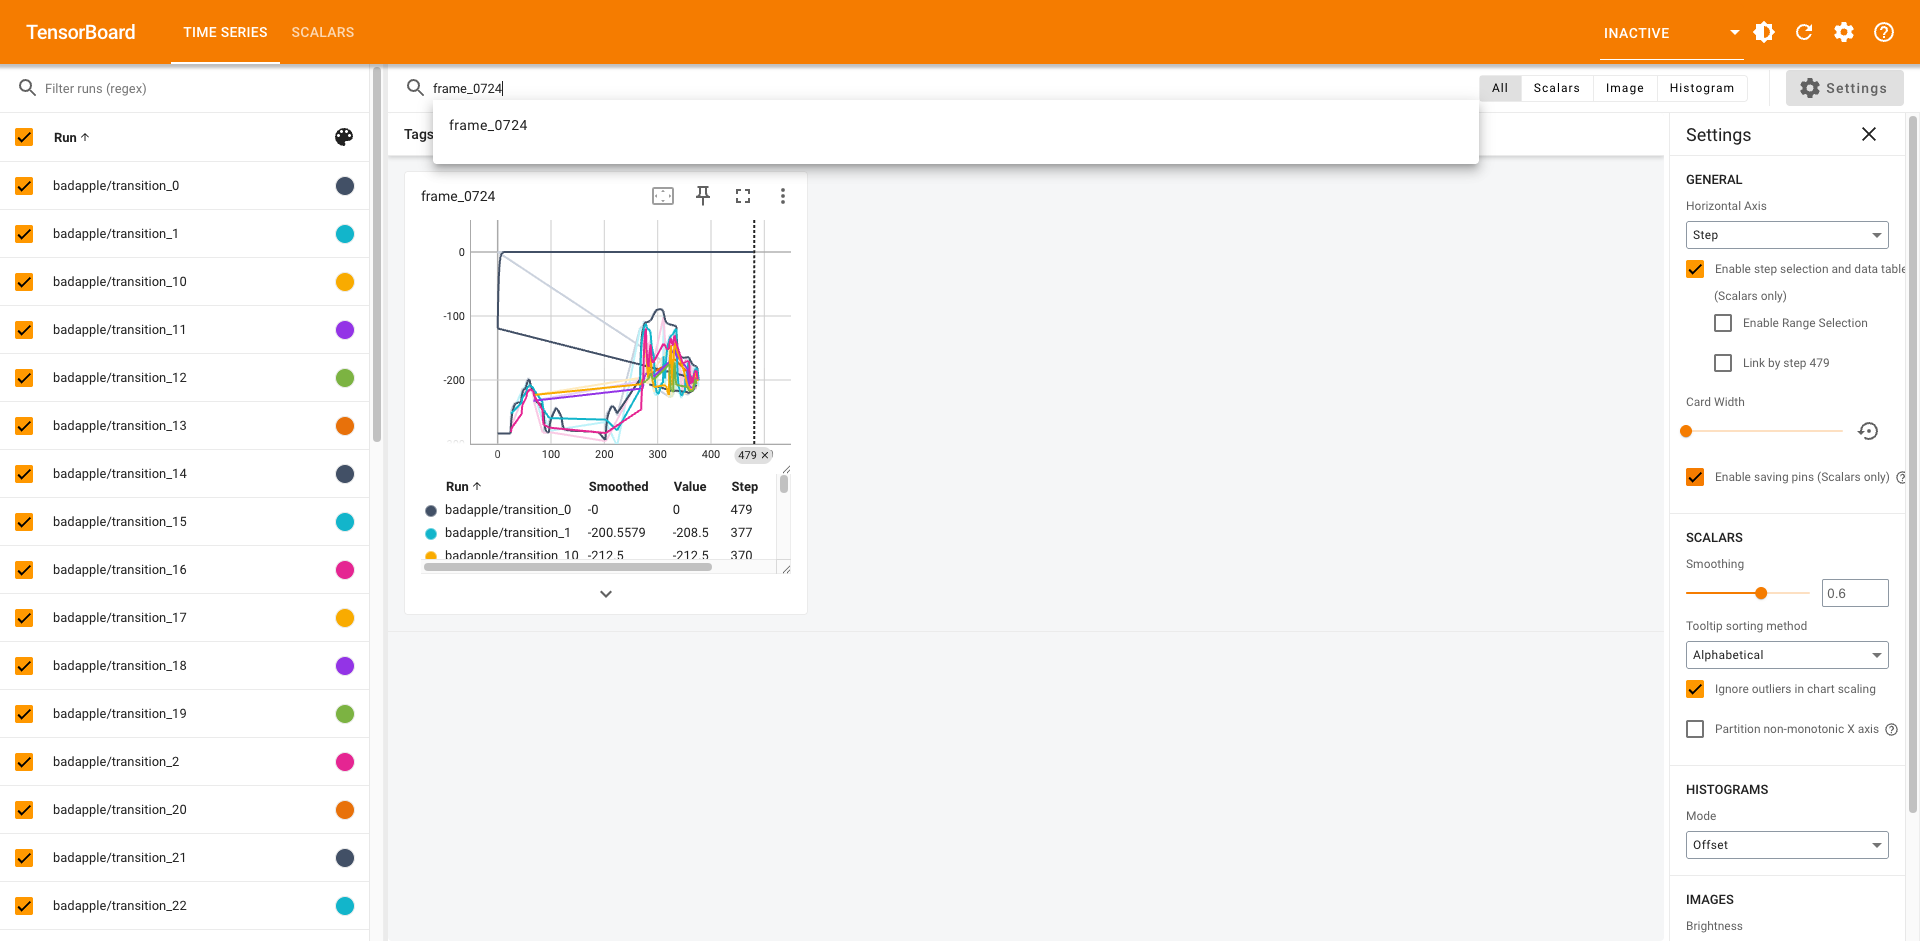 TensorBoard
TIME SERIES
SCALARS
INACTIVE
Filter runs (regex)
frame_0724
All
Scalars
Image
Histogram
Settings
frame_0724
Tags
Run
badapple/transition_0
badapple/transition_1
badapple/transition_10
badapple/transition_11
badapple/transition_12
badapple/transition_13
badapple/transition_14
badapple/transition_15
badapple/transition_16
badapple/transition_17
badapple/transition_18
badapple/transition_19
badapple/transition_2
badapple/transition_20
badapple/transition_21
badapple/transition_22
frame_0724
0
-100
-200
0 100 200 300 400 479 ×
Run Smoothed Value Step
badapple/transition_0 -0 0 479
badapple/transition_1 -200.5579 -208.5 377
badapple/transition_10 -212.5 -212.5 370
Settings
GENERAL
Horizontal Axis
Step
Enable step selection and data table
(Scalars only)
Enable Range Selection
Link by step 479
Card Width
Enable saving pins (Scalars only)
SCALARS
Smoothing
0.6
Tooltip sorting method
Alphabetical
Ignore outliers in chart scaling
Partition non-monotonic X axis
HISTOGRAMS
Mode
Offset
IMAGES
Brightness